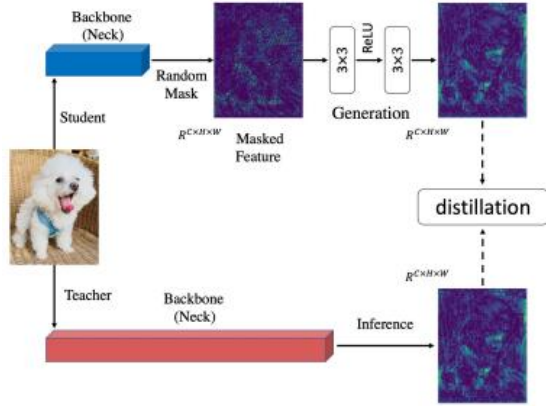 Backbone
(Neck)
Student
Random
Mask
R^{C×H×W}
Masked
Feature
3×3
ReLU
3×3
Generation
R^{C×H×W}
distillation
R^{C×H×W}
Teacher
Backbone
(Neck)
Inference